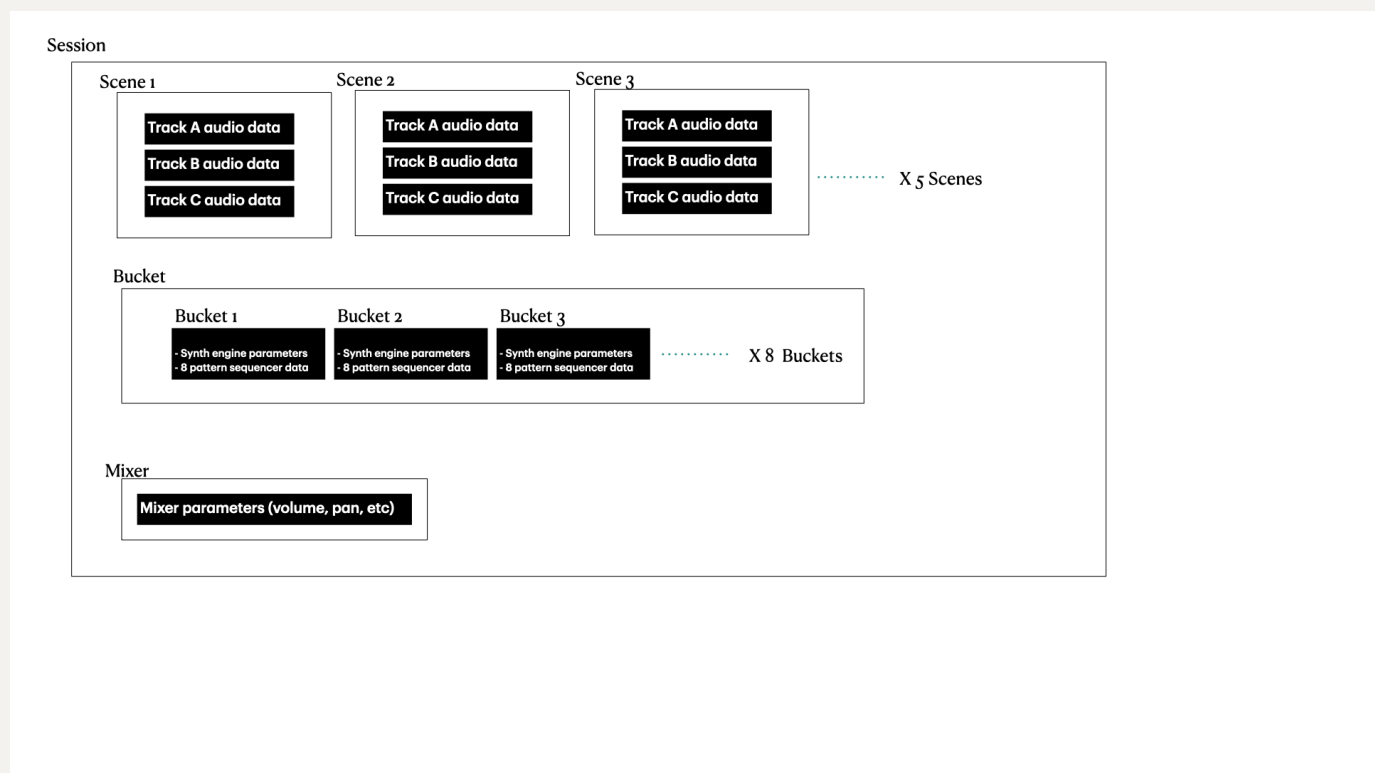 Session
Scene 1
Track A audio data
Track B audio data
Track C audio data
Scene 2
Track A audio data
Track B audio data
Track C audio data
Scene 3
Track A audio data
Track B audio data
Track C audio data
X 5 Scenes
Bucket
Bucket 1
- Synth engine parameters
- 8 pattern sequencer data
Bucket 2
- Synth engine parameters
- 8 pattern sequencer data
Bucket 3
- Synth engine parameters
- 8 pattern sequencer data
X 8 Buckets
Mixer
Mixer parameters (volume, pan, etc)